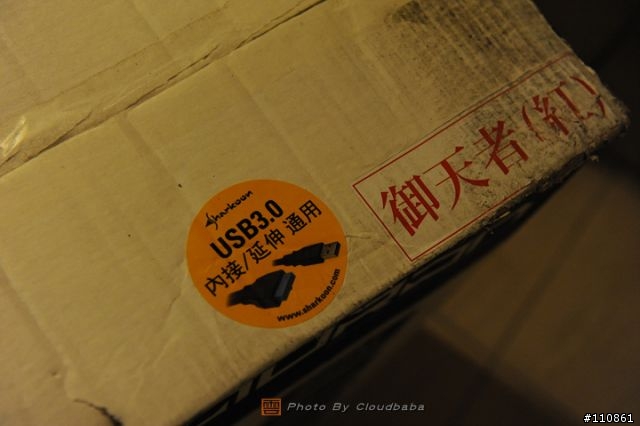 御天者(紅)
sharkoon
USB3.0
內接/延伸 通用
www.sharkoon.com
Photo By Cloudbaba
#110861